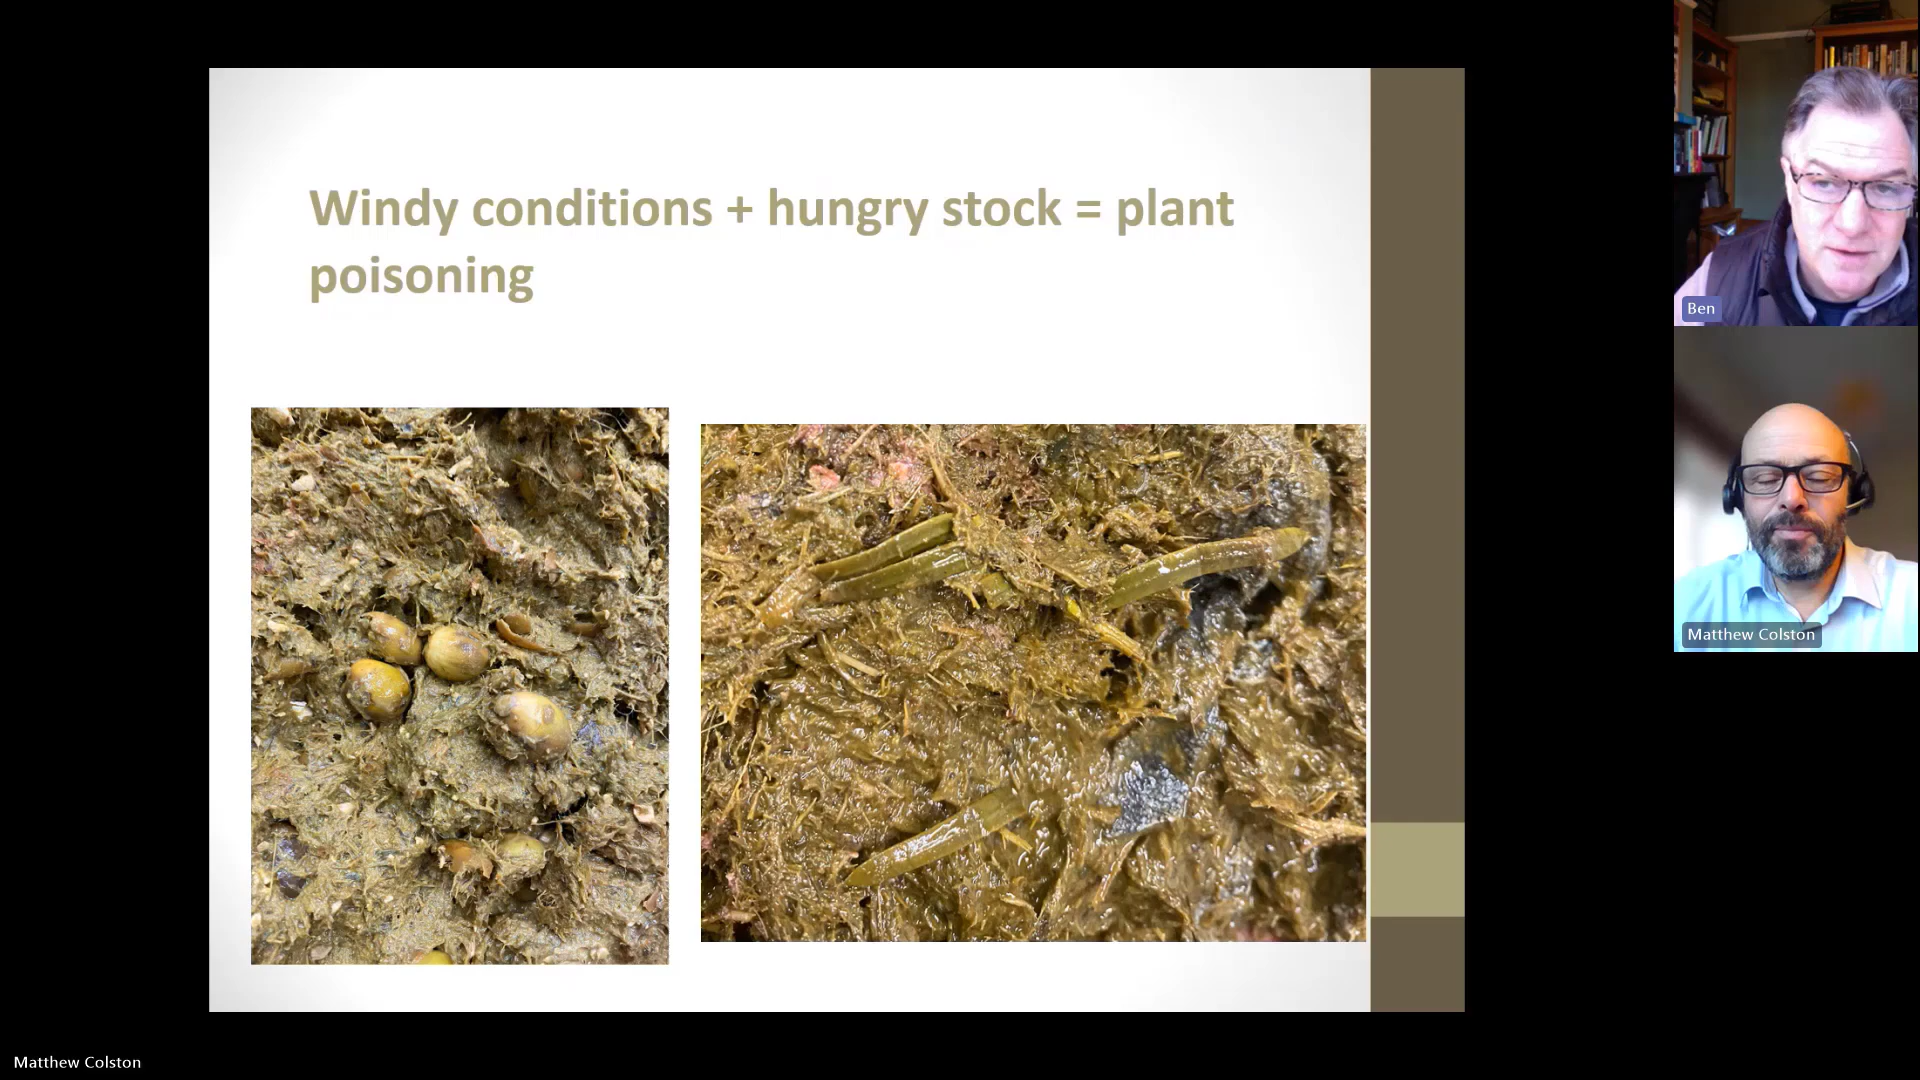 Windy conditions + hungry stock = plant
poisoning
Ben
Matthew Colston
Matthew Colston